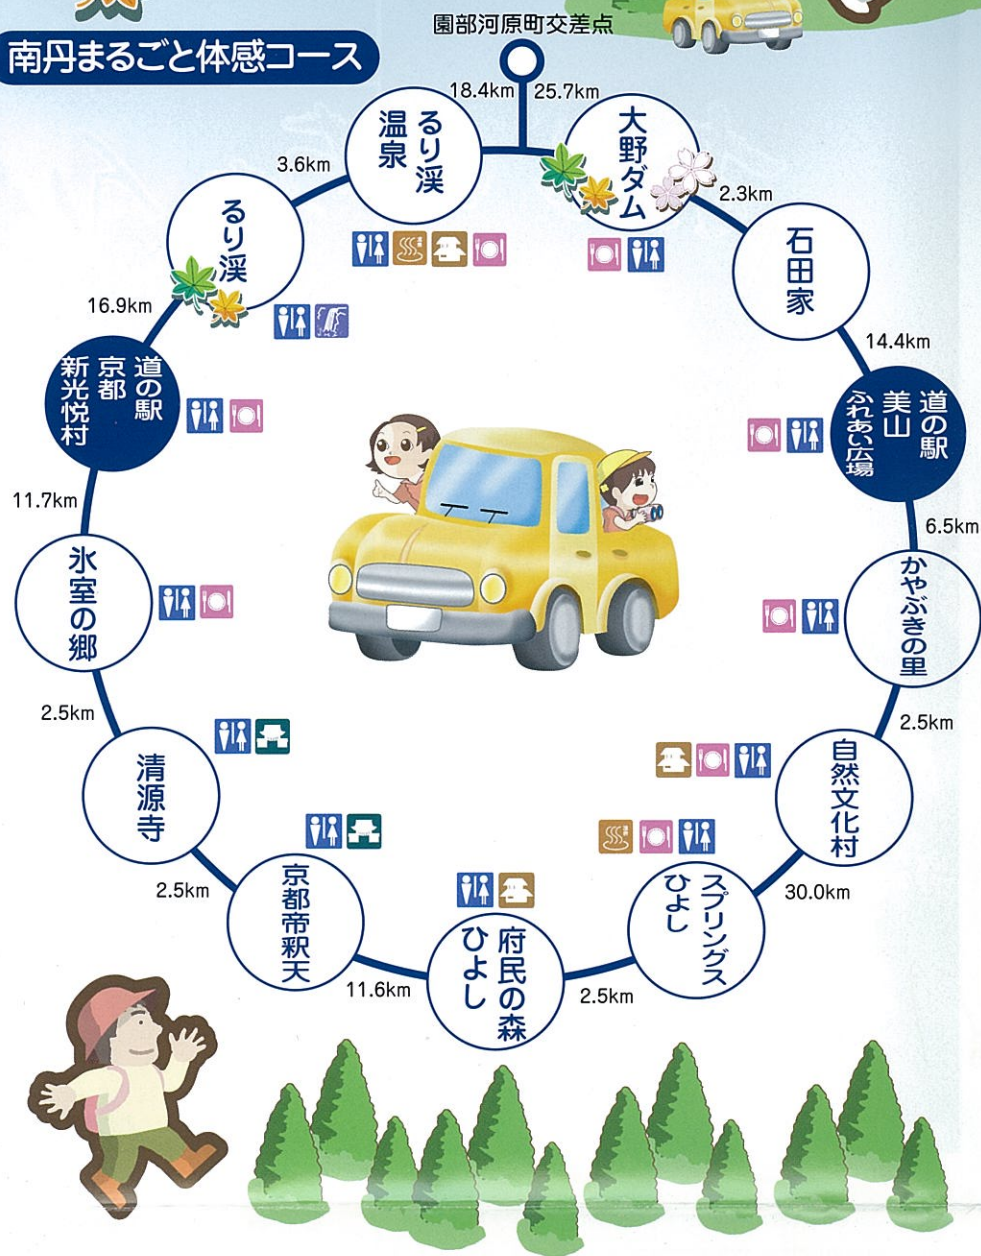 園部河原町交差点
南丹まるごと体感コース
18.4km
25.7km
るり渓
温泉
大野ダム
3.6km
2.3km
るり渓
石田家
16.9km
14.4km
道の駅
京都
新光悦村
道の駅
美山
ふれあい広場
11.7km
6.5km
氷室の郷
かやぶきの里
2.5km
2.5km
清源寺
自然文化村
2.5km
30.0km
京都帝釈天
スプリングス
ひよし
11.6km
2.5km
府民の森
ひよし